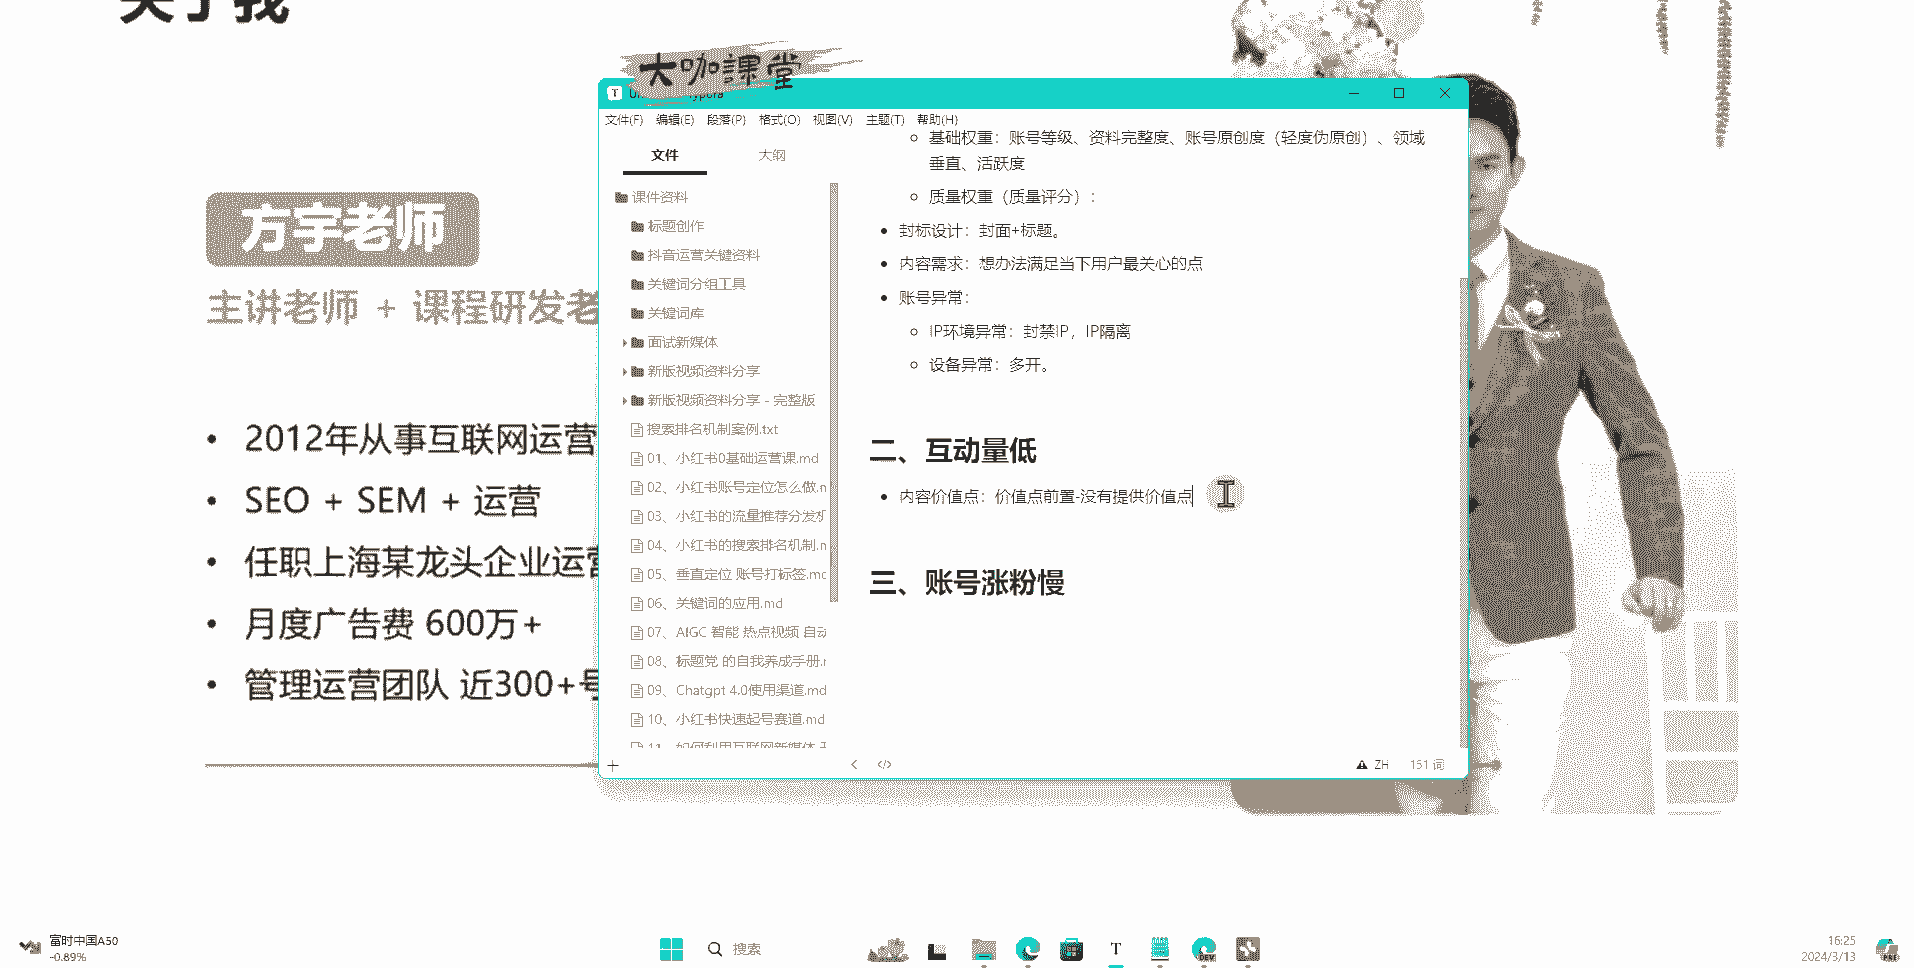 关于我
大咖課堂
方宇老师
主讲老师 + 课程研发老
• 2012年从事互联网运营
• SEO + SEM + 运营
• 任职上海某龙头企业运营
• 月度广告费 600万+
• 管理运营团队 近300+号
文件(F) 编辑(E) 段落(P) 格式(O) 视图(V) 主题(T) 帮助(H)
文件 大纲
课件资料
标题创作
抖音运营关键资料
关键词分组工具
关键词库
面试新媒体
新版视频资料分享
新版视频资料分享 - 完整版
搜索排名机制案例.txt
01、小红书0基础运营课.md
02、小红书账号定位怎么做.m
03、小红书的流量推荐分发机
04、小红书的搜索排名机制.m
05、垂直定位 账号打标签.mc
06、关键词的应用.md
07、AIGC 智能 热点视频 自动
08、标题党 的自我养成手册.r
09、Chatgpt 4.0使用渠道.md
10、小红书快速起号赛道.md
11、如何利用互联网新媒体
基础权重：账号等级、资料完整度、账号原创度（轻度伪原创）、领域
垂直、活跃度
质量权重（质量评分）：
• 封标设计：封面+标题。
• 内容需求：想办法满足当下用户最关心的点
• 账号异常：
IP环境异常：封禁IP，IP隔离
设备异常：多开。
二、互动量低
• 内容价值点：价值点前置-没有提供价值点
三、账号涨粉慢
ZH 151 词
富时中国A50
-0.89%
搜索
T
DEV
16:25
2024/3/13
PRE